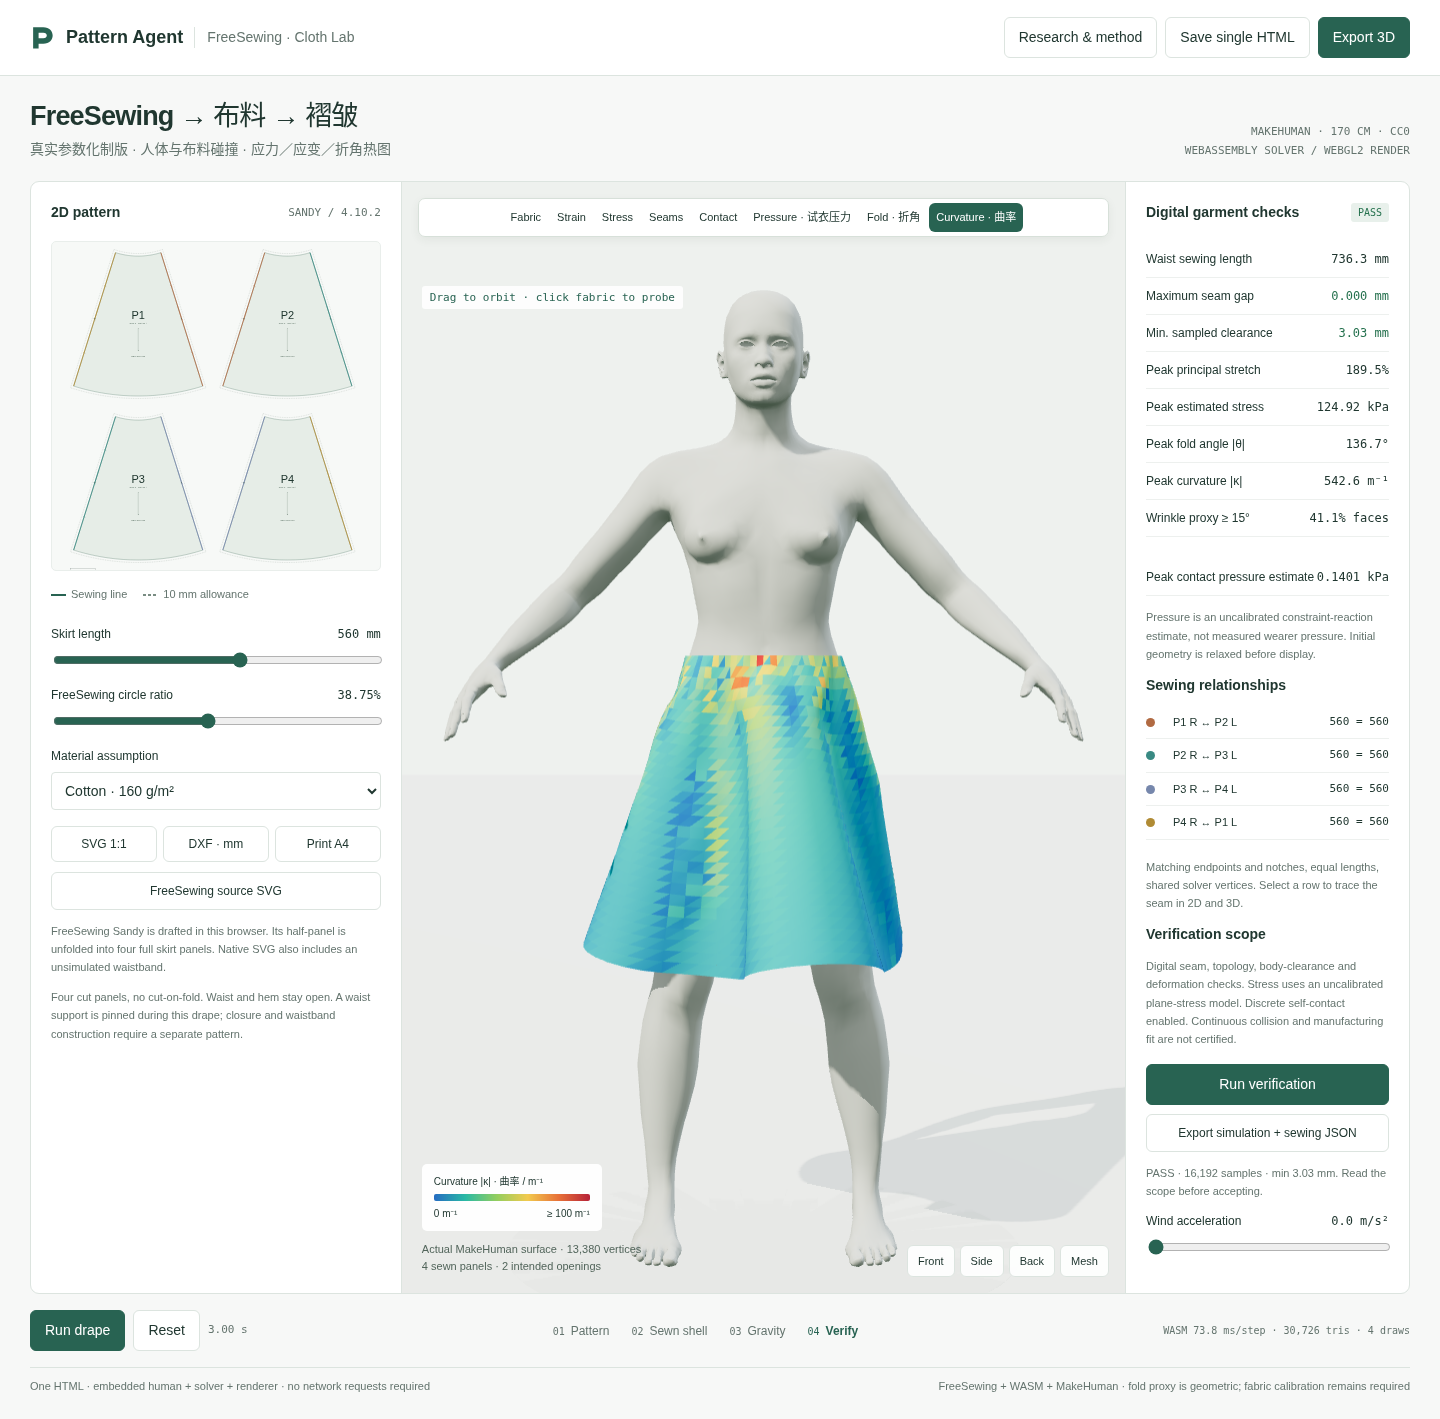 Pattern Agent
FreeSewing · Cloth Lab
Research & method
Save single HTML
Export 3D
FreeSewing → 布料 → 褶皱
真实参数化制版 · 人体与布料碰撞 · 应力／应变／折角热图
MAKEHUMAN · 170 CM · CC0
WEBASSEMBLY SOLVER / WEBGL2 RENDER
2D pattern
SANDY / 4.10.2
P1
P2
P3
P4
Sewing line
10 mm allowance
Skirt length
560 mm
FreeSewing circle ratio
38.75%
Material assumption
Cotton · 160 g/m²
SVG 1:1
DXF · mm
Print A4
FreeSewing source SVG
FreeSewing Sandy is drafted in this browser. Its half-panel is
unfolded into four full skirt panels. Native SVG also includes an
unsimulated waistband.
Four cut panels, no cut-on-fold. Waist and hem stay open. A waist
support is pinned during this drape; closure and waistband
construction require a separate pattern.
Fabric
Strain
Stress
Seams
Contact
Pressure · 试衣压力
Fold · 折角
Curvature · 曲率
Drag to orbit · click fabric to probe
Curvature |κ| · 曲率 / m⁻¹
0 m⁻¹
≥ 100 m⁻¹
Actual MakeHuman surface · 13,380 vertices
4 sewn panels · 2 intended openings
Front
Side
Back
Mesh
Digital garment checks
PASS
Waist sewing length
736.3 mm
Maximum seam gap
0.000 mm
Min. sampled clearance
3.03 mm
Peak principal stretch
189.5%
Peak estimated stress
124.92 kPa
Peak fold angle |θ|
136.7°
Peak curvature |κ|
542.6 m⁻¹
Wrinkle proxy ≥ 15°
41.1% faces
Peak contact pressure estimate
0.1401 kPa
Pressure is an uncalibrated constraint-reaction
estimate, not measured wearer pressure. Initial
geometry is relaxed before display.
Sewing relationships
P1 R ↔ P2 L
560 = 560
P2 R ↔ P3 L
560 = 560
P3 R ↔ P4 L
560 = 560
P4 R ↔ P1 L
560 = 560
Matching endpoints and notches, equal lengths,
shared solver vertices. Select a row to trace the
seam in 2D and 3D.
Verification scope
Digital seam, topology, body-clearance and
deformation checks. Stress uses an uncalibrated
plane-stress model. Discrete self-contact
enabled. Continuous collision and manufacturing
fit are not certified.
Run verification
Export simulation + sewing JSON
PASS · 16,192 samples · min 3.03 mm. Read the
scope before accepting.
Wind acceleration
0.0 m/s²
Run drape
Reset
3.00 s
01 Pattern
02 Sewn shell
03 Gravity
04 Verify
WASM 73.8 ms/step · 30,726 tris · 4 draws
One HTML · embedded human + solver + renderer · no network requests required
FreeSewing + WASM + MakeHuman · fold proxy is geometric; fabric calibration remains required